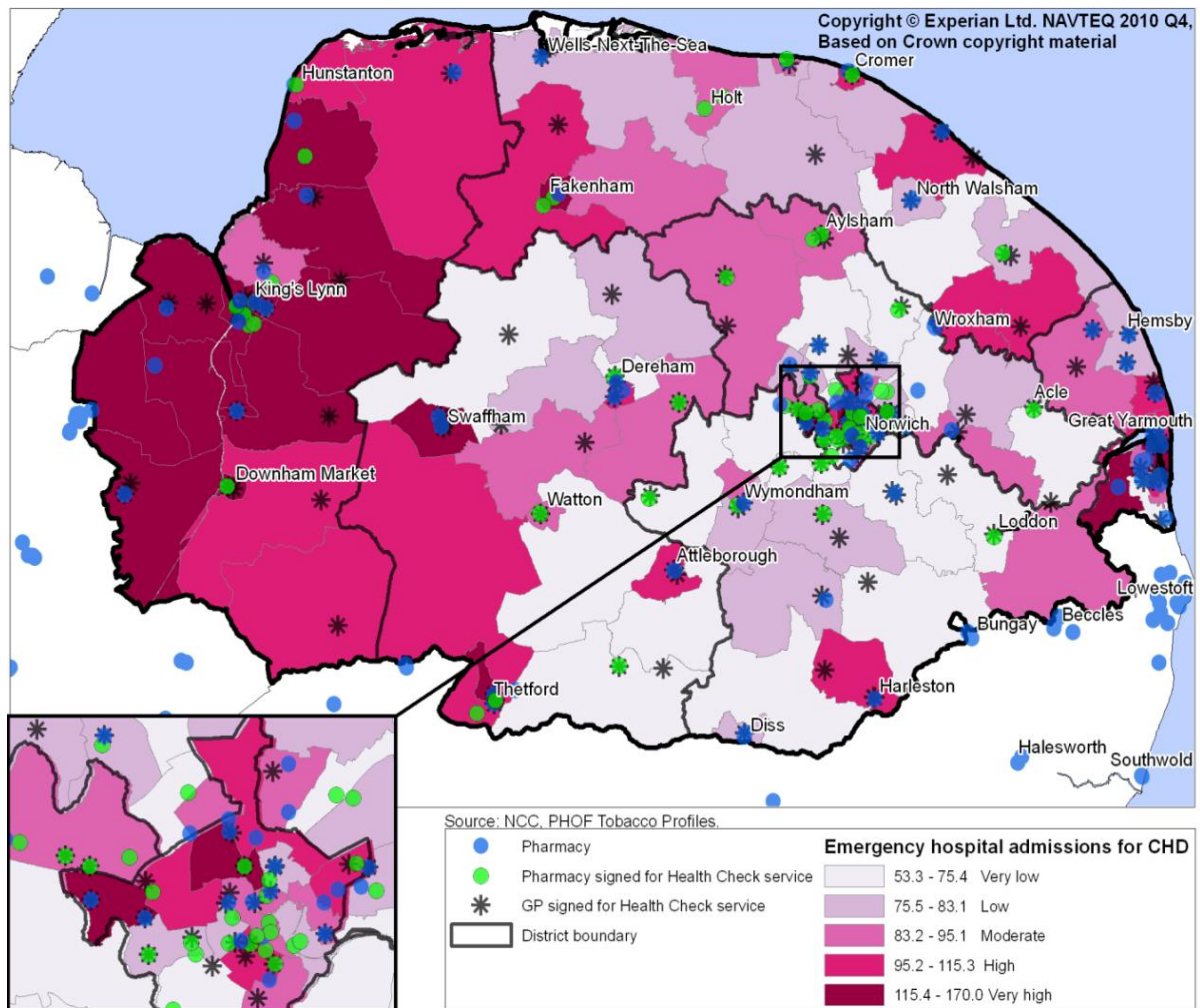 Copyright © Experian Ltd. NAVTEQ 2010 Q4,
Based on Crown copyright material
Wells-Next-The-Sea
Cromer
Hunstanton
Holt
Fakenham
North Walsham
Aylsham
King's Lynn
Wroxham
Hemsby
Dereham
Acle
Swaffham
Norwich
Great Yarmouth
Downham Market
Watton
Wymondham
Loddon
Attleborough
Lowestoft
Beccles
Bungay
Thetford
Harleston
Diss
Halesworth
Southwold
Source: NCC, PHOF Tobacco Profiles.
Pharmacy
Pharmacy signed for Health Check service
GP signed for Health Check service
District boundary
Emergency hospital admissions for CHD
53.3 - 75.4 Very low
75.5 - 83.1 Low
83.2 - 95.1 Moderate
95.2 - 115.3 High
115.4 - 170.0 Very high